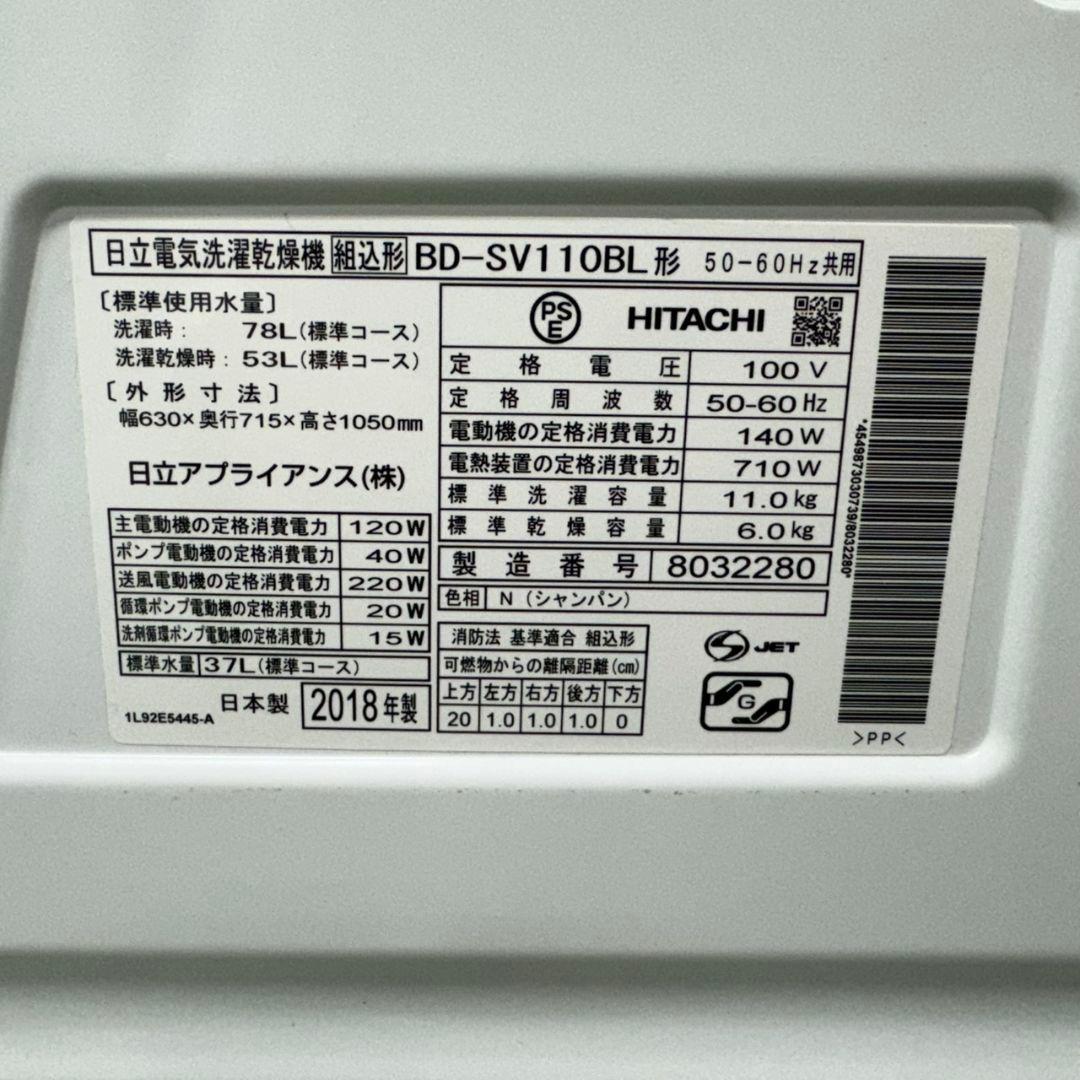 日立電気洗濯乾燥機 組込形 BD-SV110BL形 50-60Hz共用
〔標準使用水量〕
洗濯時: 78L(標準コース)
洗濯乾燥時: 53L(標準コース)
〔外形寸法〕
幅630×奥行715×高さ1050mm
日立アプライアンス(株)
主電動機の定格消費電力 120W
ポンプ電動機の定格消費電力 40W
送風電動機の定格消費電力 220W
循環ポンプ電動機の定格消費電力 20W
洗剤循環ポンプ電動機の定格消費電力 15W
標準水量 37L(標準コース)
1L92E5445-A 日本製 2018年製
PSE HITACHI
定格電圧 100V
定格周波数 50-60Hz
電動機の定格消費電力 140W
電熱装置の定格消費電力 710W
標準洗濯容量 11.0kg
標準乾燥容量 6.0kg
製造番号 8032280
色相 N(シャンパン)
消防法 基準適合 組込形
可燃物からの離隔距離(cm)
上方 左方 右方 後方 下方
20 1.0 1.0 1.0 0
S JET
G
*4549873030739/8032280*
>PP<